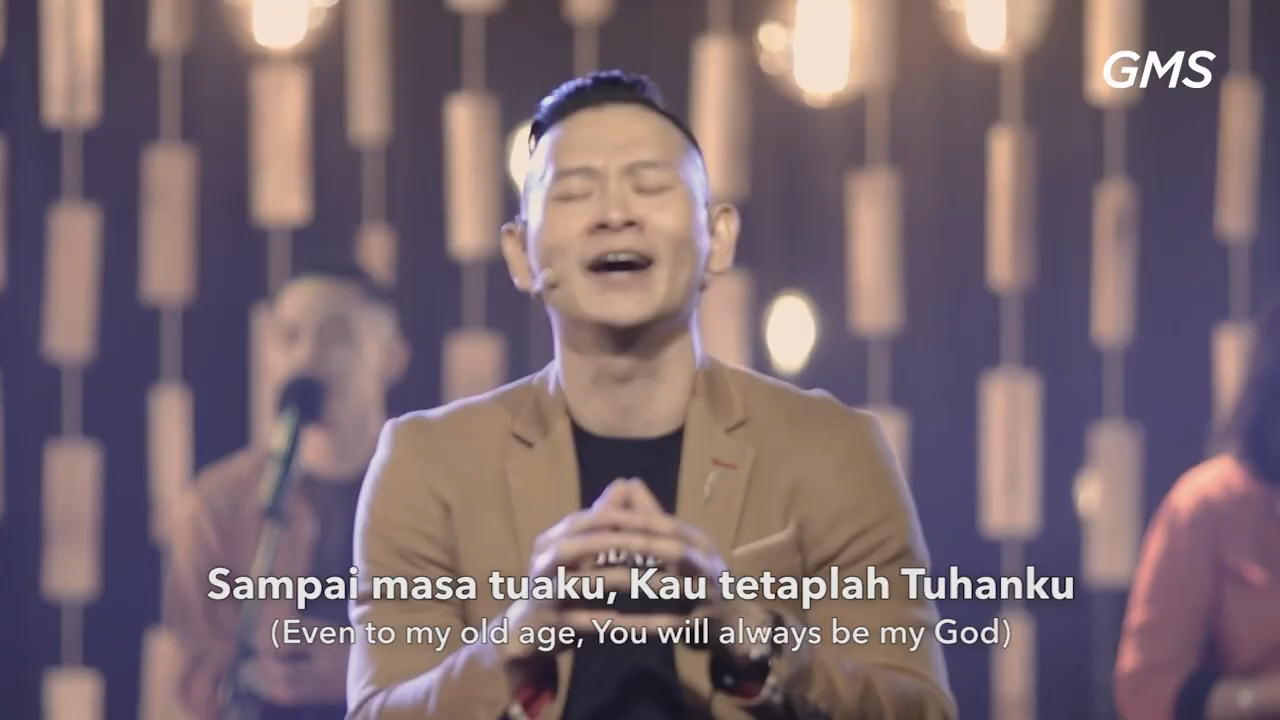 GMS
Sampai masa tuaku, Kau tetaplah Tuhanku
(Even to my old age, You will always be my God)